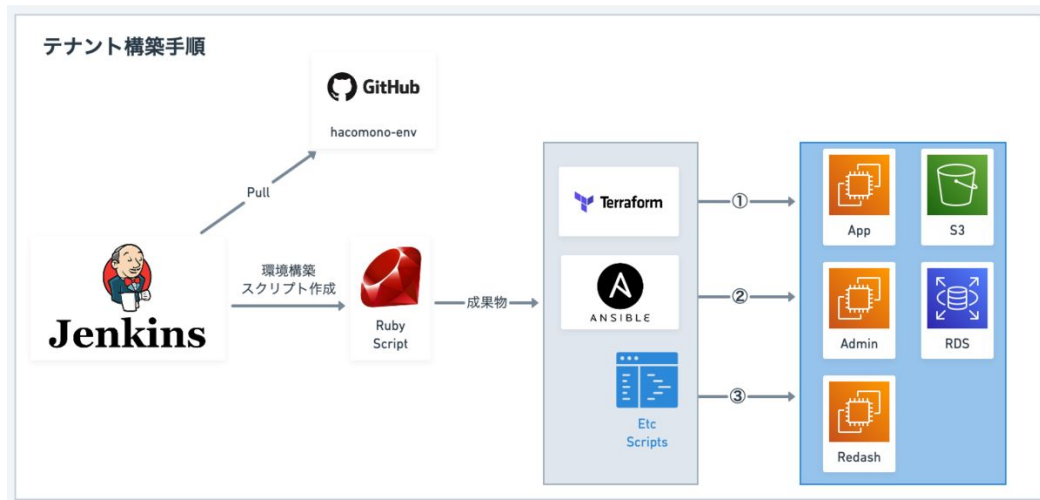 テナント構築手順
GitHub
hacomono-env
Pull
Jenkins
環境構築
スクリプト作成
Ruby
Script
成果物
Terraform
ANSIBLE
Etc
Scripts
①
②
③
App
S3
Admin
RDS
Redash